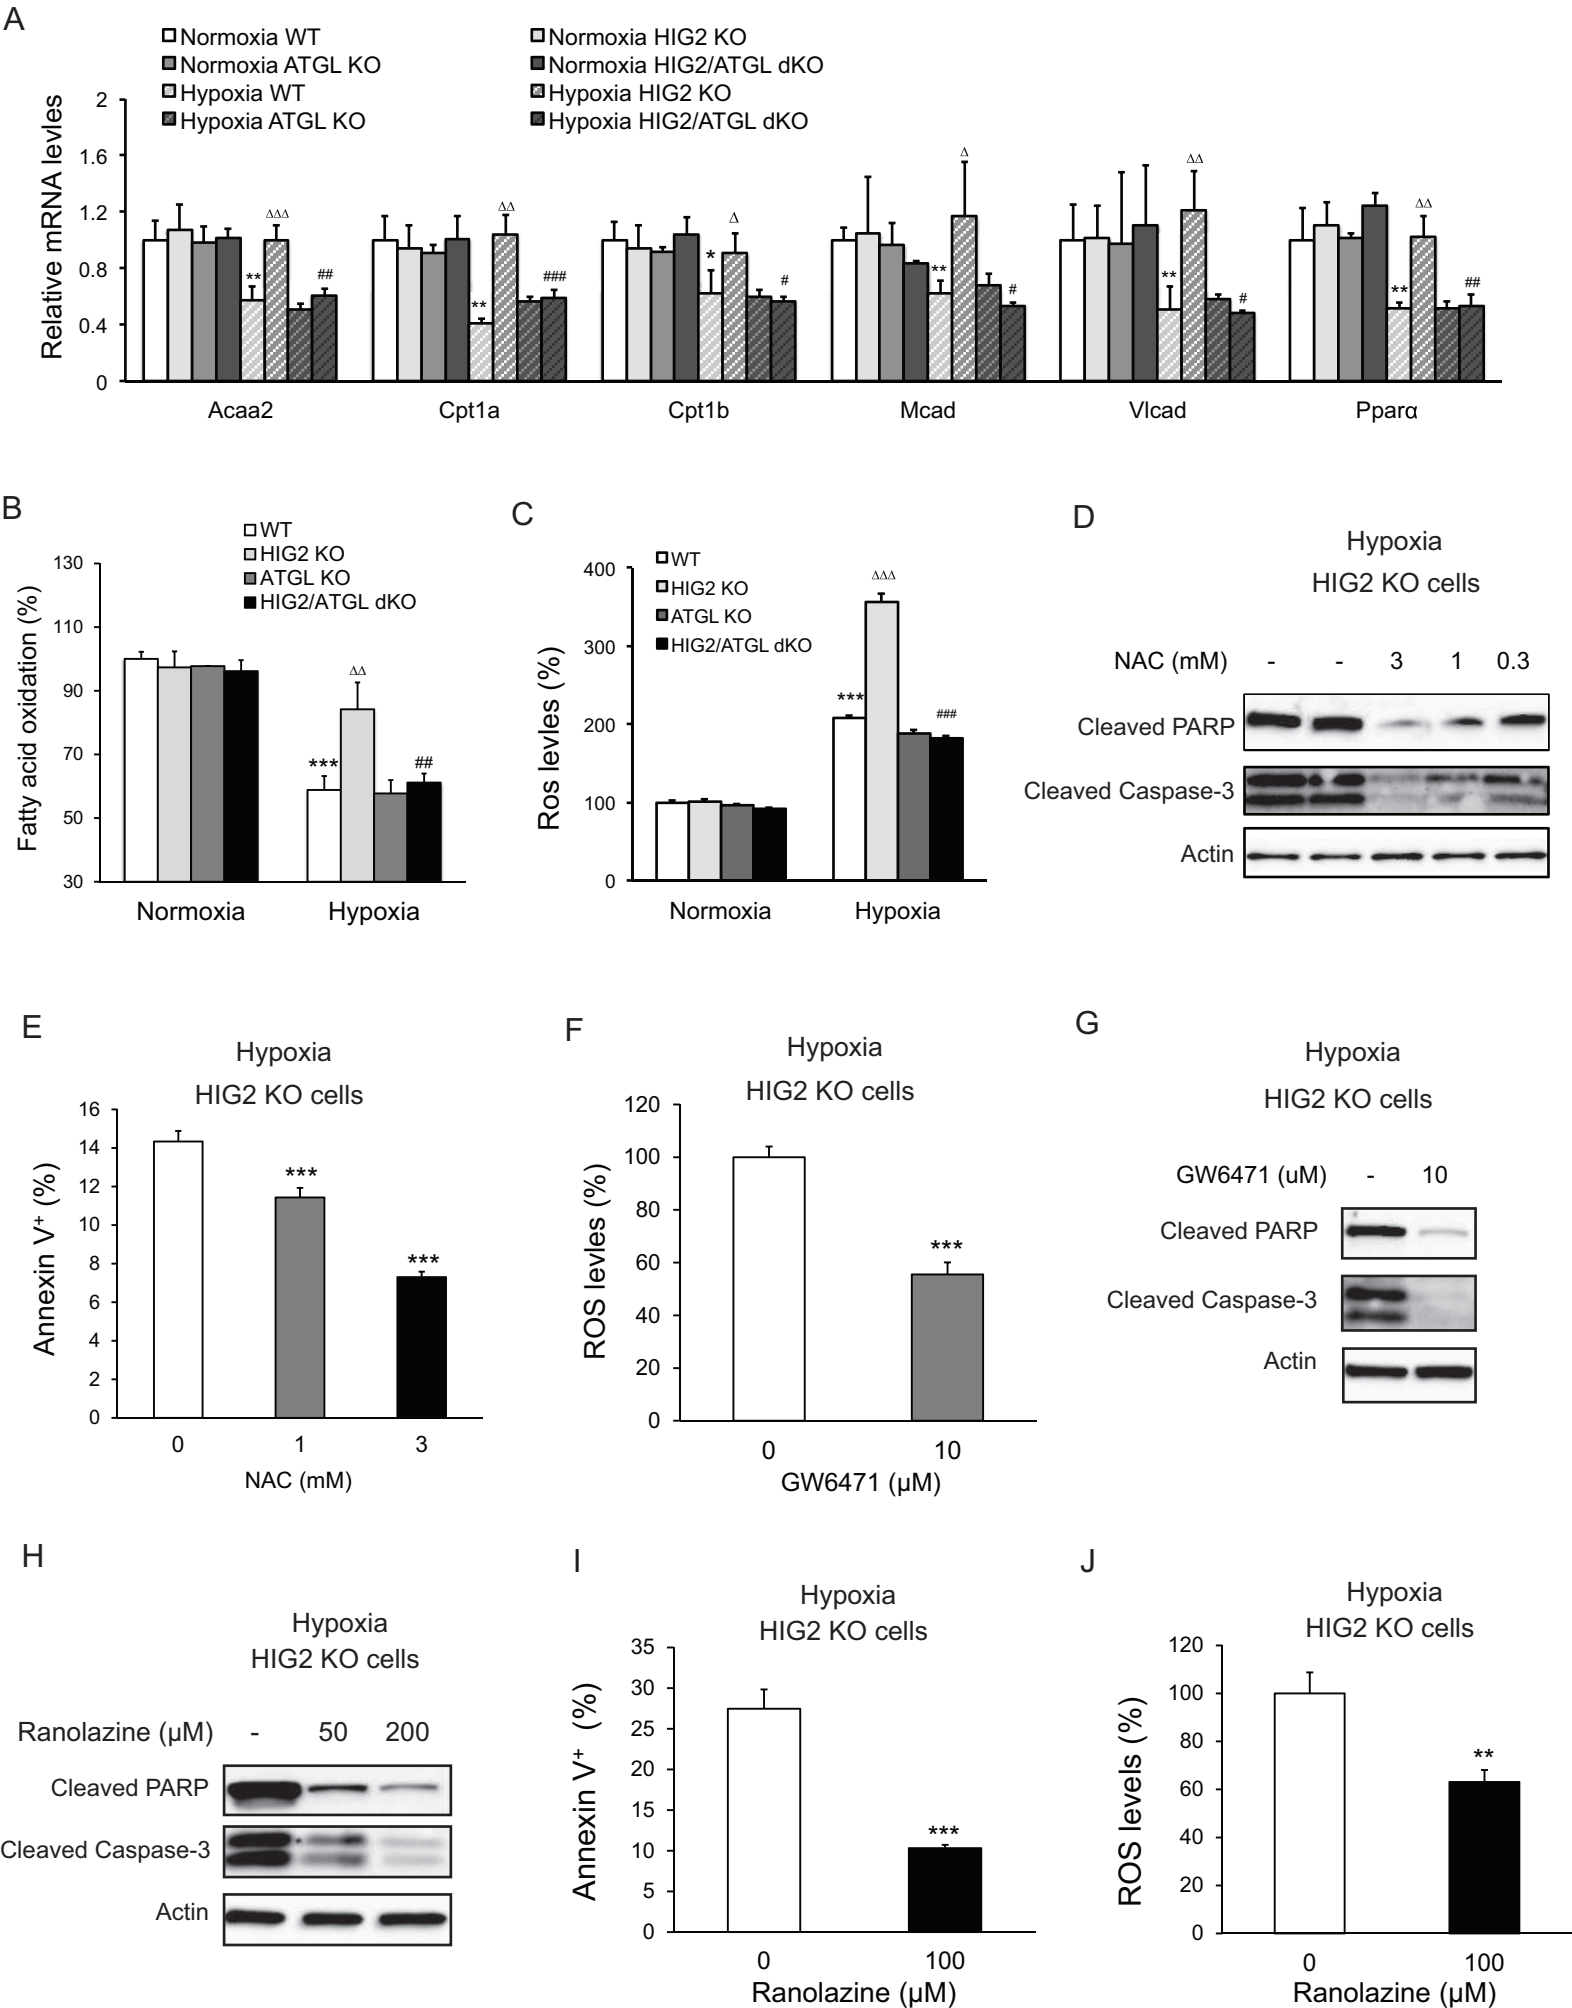 A
Normoxia WT
Normoxia HIG2 KO
Normoxia ATGL KO
Normoxia HIG2/ATGL dKO
Hypoxia WT
Hypoxia HIG2 KO
Hypoxia ATGL KO
Hypoxia HIG2/ATGL dKO
Relative mRNA levles
2
1.6
1.2
0.8
0.4
0
** ΔΔΔ ##
** ΔΔ ###
* Δ #
** Δ #
** ΔΔ #
** ΔΔ ##
Acaa2 Cpt1a Cpt1b Mcad Vlcad Pparα
B
WT
HIG2 KO
ATGL KO
HIG2/ATGL dKO
Fatty acid oxidation (%)
130
110
90
70
50
30
*** ΔΔ ##
Normoxia Hypoxia
C
WT
HIG2 KO
ATGL KO
HIG2/ATGL dKO
Ros levles (%)
400
300
200
100
0
*** ΔΔΔ ###
Normoxia Hypoxia
D
Hypoxia
HIG2 KO cells
NAC (mM) - - 3 1 0.3
Cleaved PARP
Cleaved Caspase-3
Actin
E
Hypoxia
HIG2 KO cells
Annexin V⁺ (%)
16
14
12
10
8
6
4
2
0
***
***
0 1 3
NAC (mM)
F
Hypoxia
HIG2 KO cells
ROS levles (%)
120
100
80
60
40
20
0
***
0 10
GW6471 (µM)
G
Hypoxia
HIG2 KO cells
GW6471 (uM) - 10
Cleaved PARP
Cleaved Caspase-3
Actin
H
Hypoxia
HIG2 KO cells
Ranolazine (µM) - 50 200
Cleaved PARP
Cleaved Caspase-3
Actin
I
Hypoxia
HIG2 KO cells
Annexin V⁺ (%)
35
30
25
20
15
10
5
0
***
0 100
Ranolazine (µM)
J
Hypoxia
HIG2 KO cells
ROS levels (%)
120
100
80
60
40
20
0
**
0 100
Ranolazine (µM)